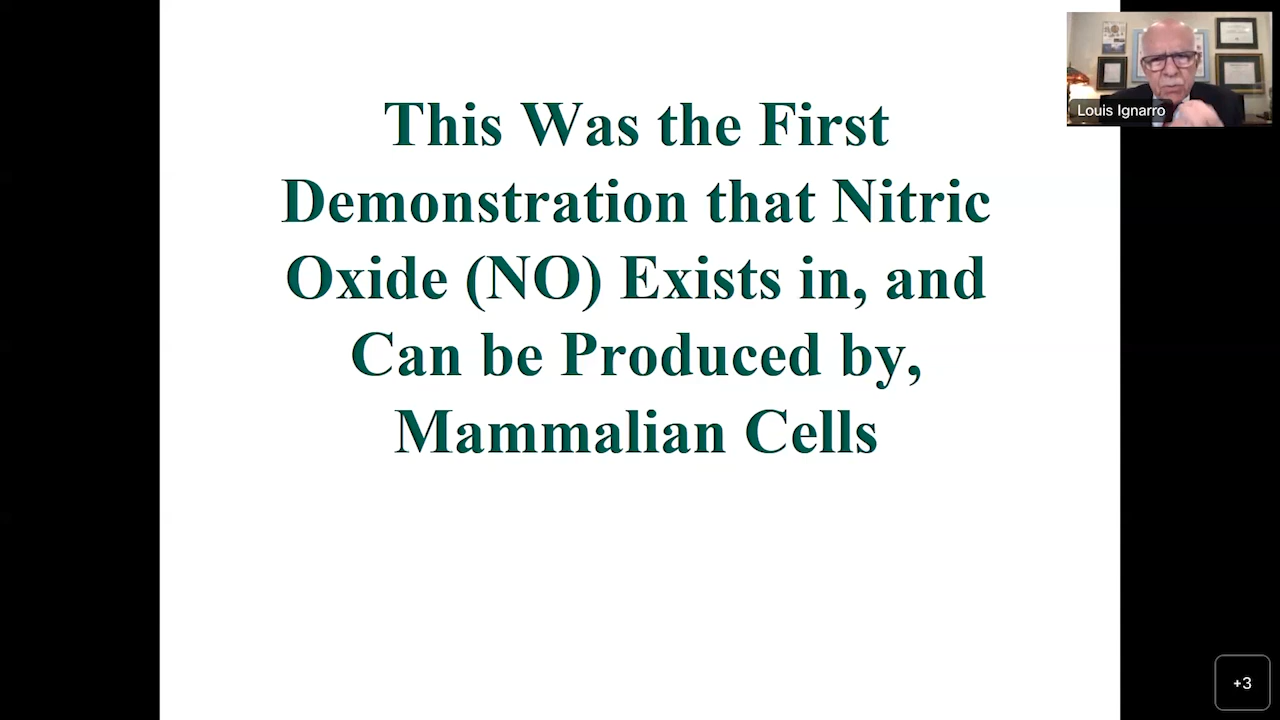 This Was the First
Demonstration that Nitric
Oxide (NO) Exists in, and
Can be Produced by,
Mammalian Cells
Louis Ignarro
+3